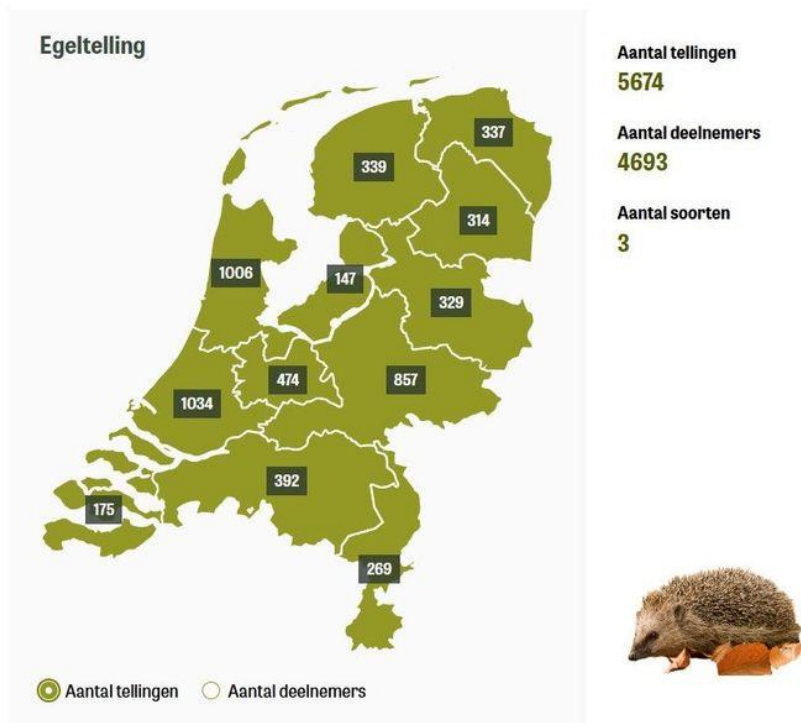 Egeltelling
Aantal tellingen
5674
Aantal deelnemers
4693
Aantal soorten
3
337
339
314
1006
147
329
474
857
1034
392
175
269
Aantal tellingen
Aantal deelnemers